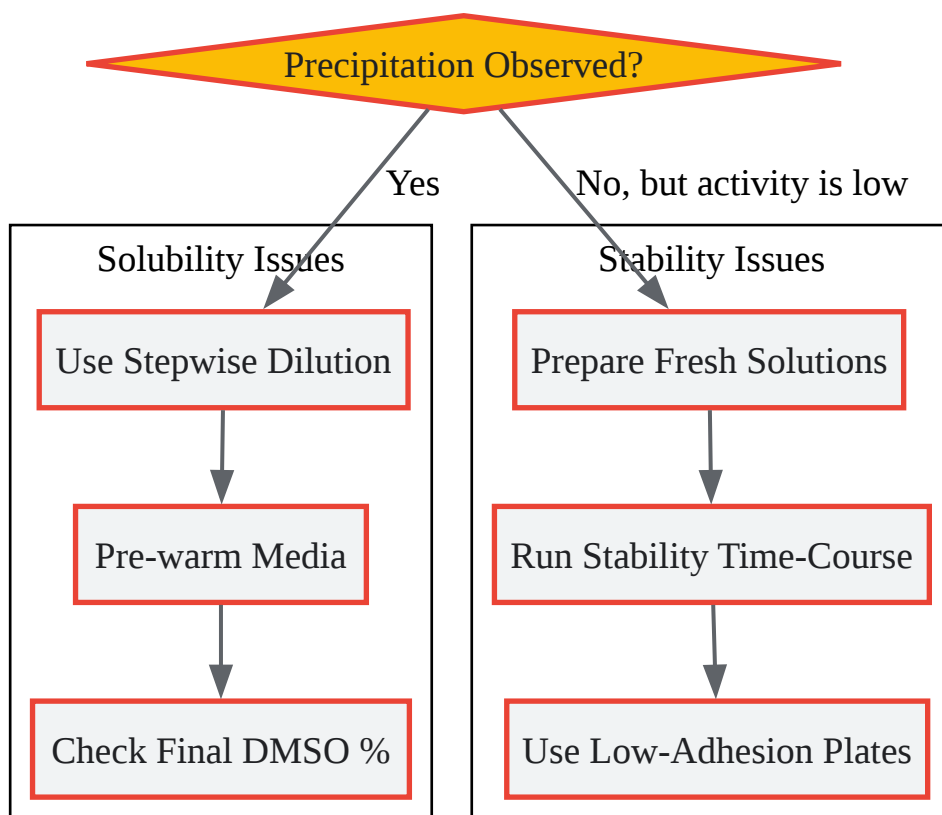 Precipitation Observed?
Yes
No, but activity is low
Solubility Issues
Stability Issues
Use Stepwise Dilution
Prepare Fresh Solutions
Pre-warm Media
Run Stability Time-Course
Check Final DMSO %
Use Low-Adhesion Plates